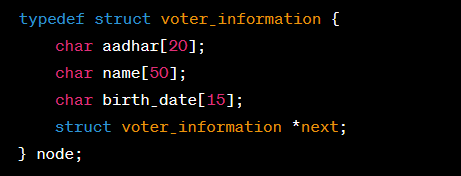 typedef struct voter_information {
    char aadhar[20];
    char name[50];
    char birth_date[15];
    struct voter_information *next;
} node;